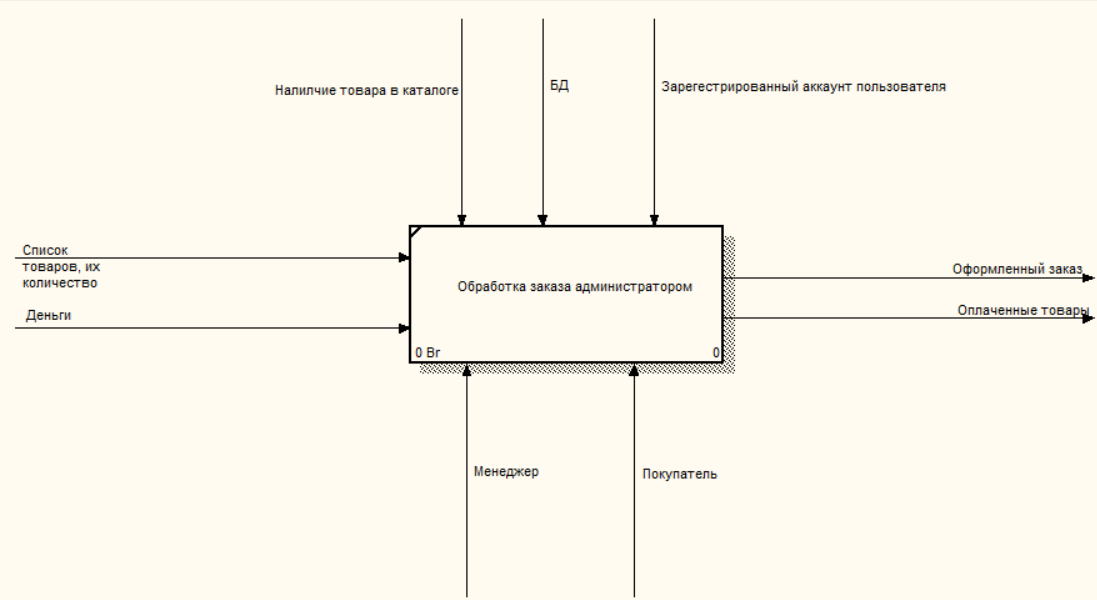 Налилчие товара в каталоге
БД
Зарегестрированный аккаунт пользователя
Список
товаров, их
количество
Деньги
Обработка заказа администратором
0 Br
0
Оформленный заказ
Оплаченные товары
Менеджер
Покупатель